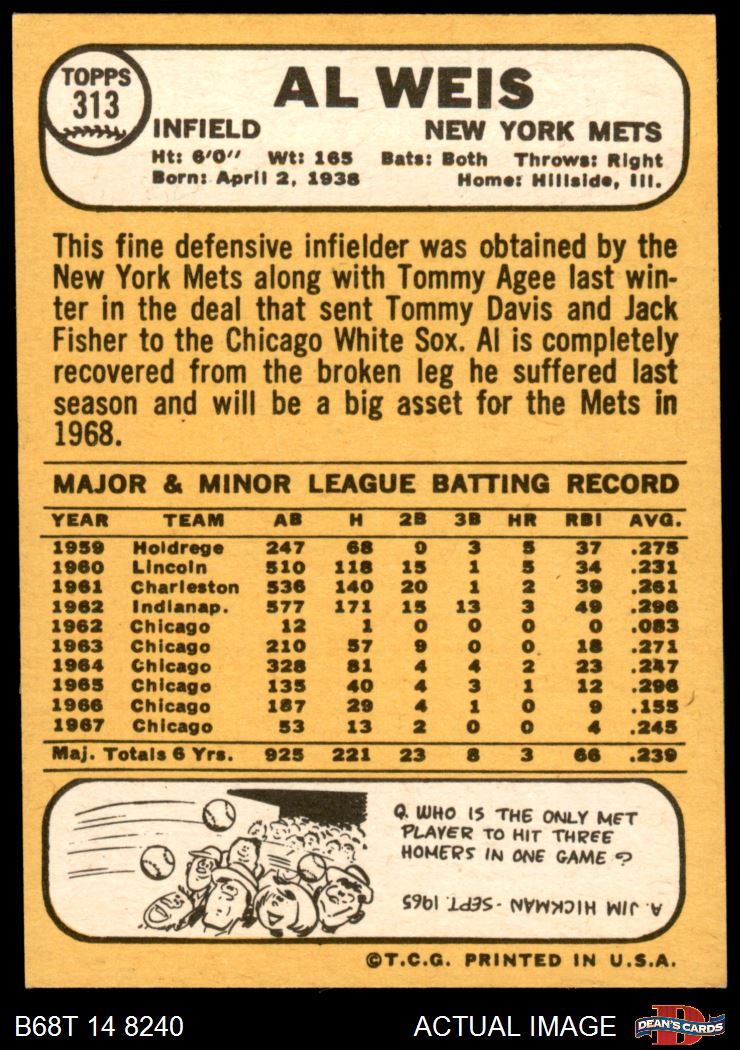 TOPPS
313
AL WEIS
INFIELD NEW YORK METS
Ht: 6'0" Wt: 165 Bats: Both Throws: Right
Born: April 2, 1938 Home: Hillside, Ill.
This fine defensive infielder was obtained by the
New York Mets along with Tommy Agee last win-
ter in the deal that sent Tommy Davis and Jack
Fisher to the Chicago White Sox. Al is completely
recovered from the broken leg he suffered last
season and will be a big asset for the Mets in
1968.
MAJOR & MINOR LEAGUE BATTING RECORD
YEAR TEAM AB H 2B 3B HR RBI AVG.
1959 Holdrege 247 68 9 3 5 37 .275
1960 Lincoln 510 118 15 1 5 34 .231
1961 Charleston 536 140 20 1 2 39 .261
1962 Indianap. 577 171 15 13 3 49 .296
1962 Chicago 12 1 0 0 0 0 .083
1963 Chicago 210 57 9 0 0 18 .271
1964 Chicago 328 81 4 4 2 23 .247
1965 Chicago 135 40 4 3 1 12 .296
1966 Chicago 187 29 4 1 0 9 .155
1967 Chicago 53 13 2 0 0 4 .245
Maj. Totals 6 Yrs. 925 221 23 8 3 66 .239
Q. WHO IS THE ONLY MET
PLAYER TO HIT THREE
HOMERS IN ONE GAME?
A. JIM HICKMAN - SEPT. 1965
©T.C.G. PRINTED IN U.S.A.
B68T 14 8240 ACTUAL IMAGE DEAN'S CARDS